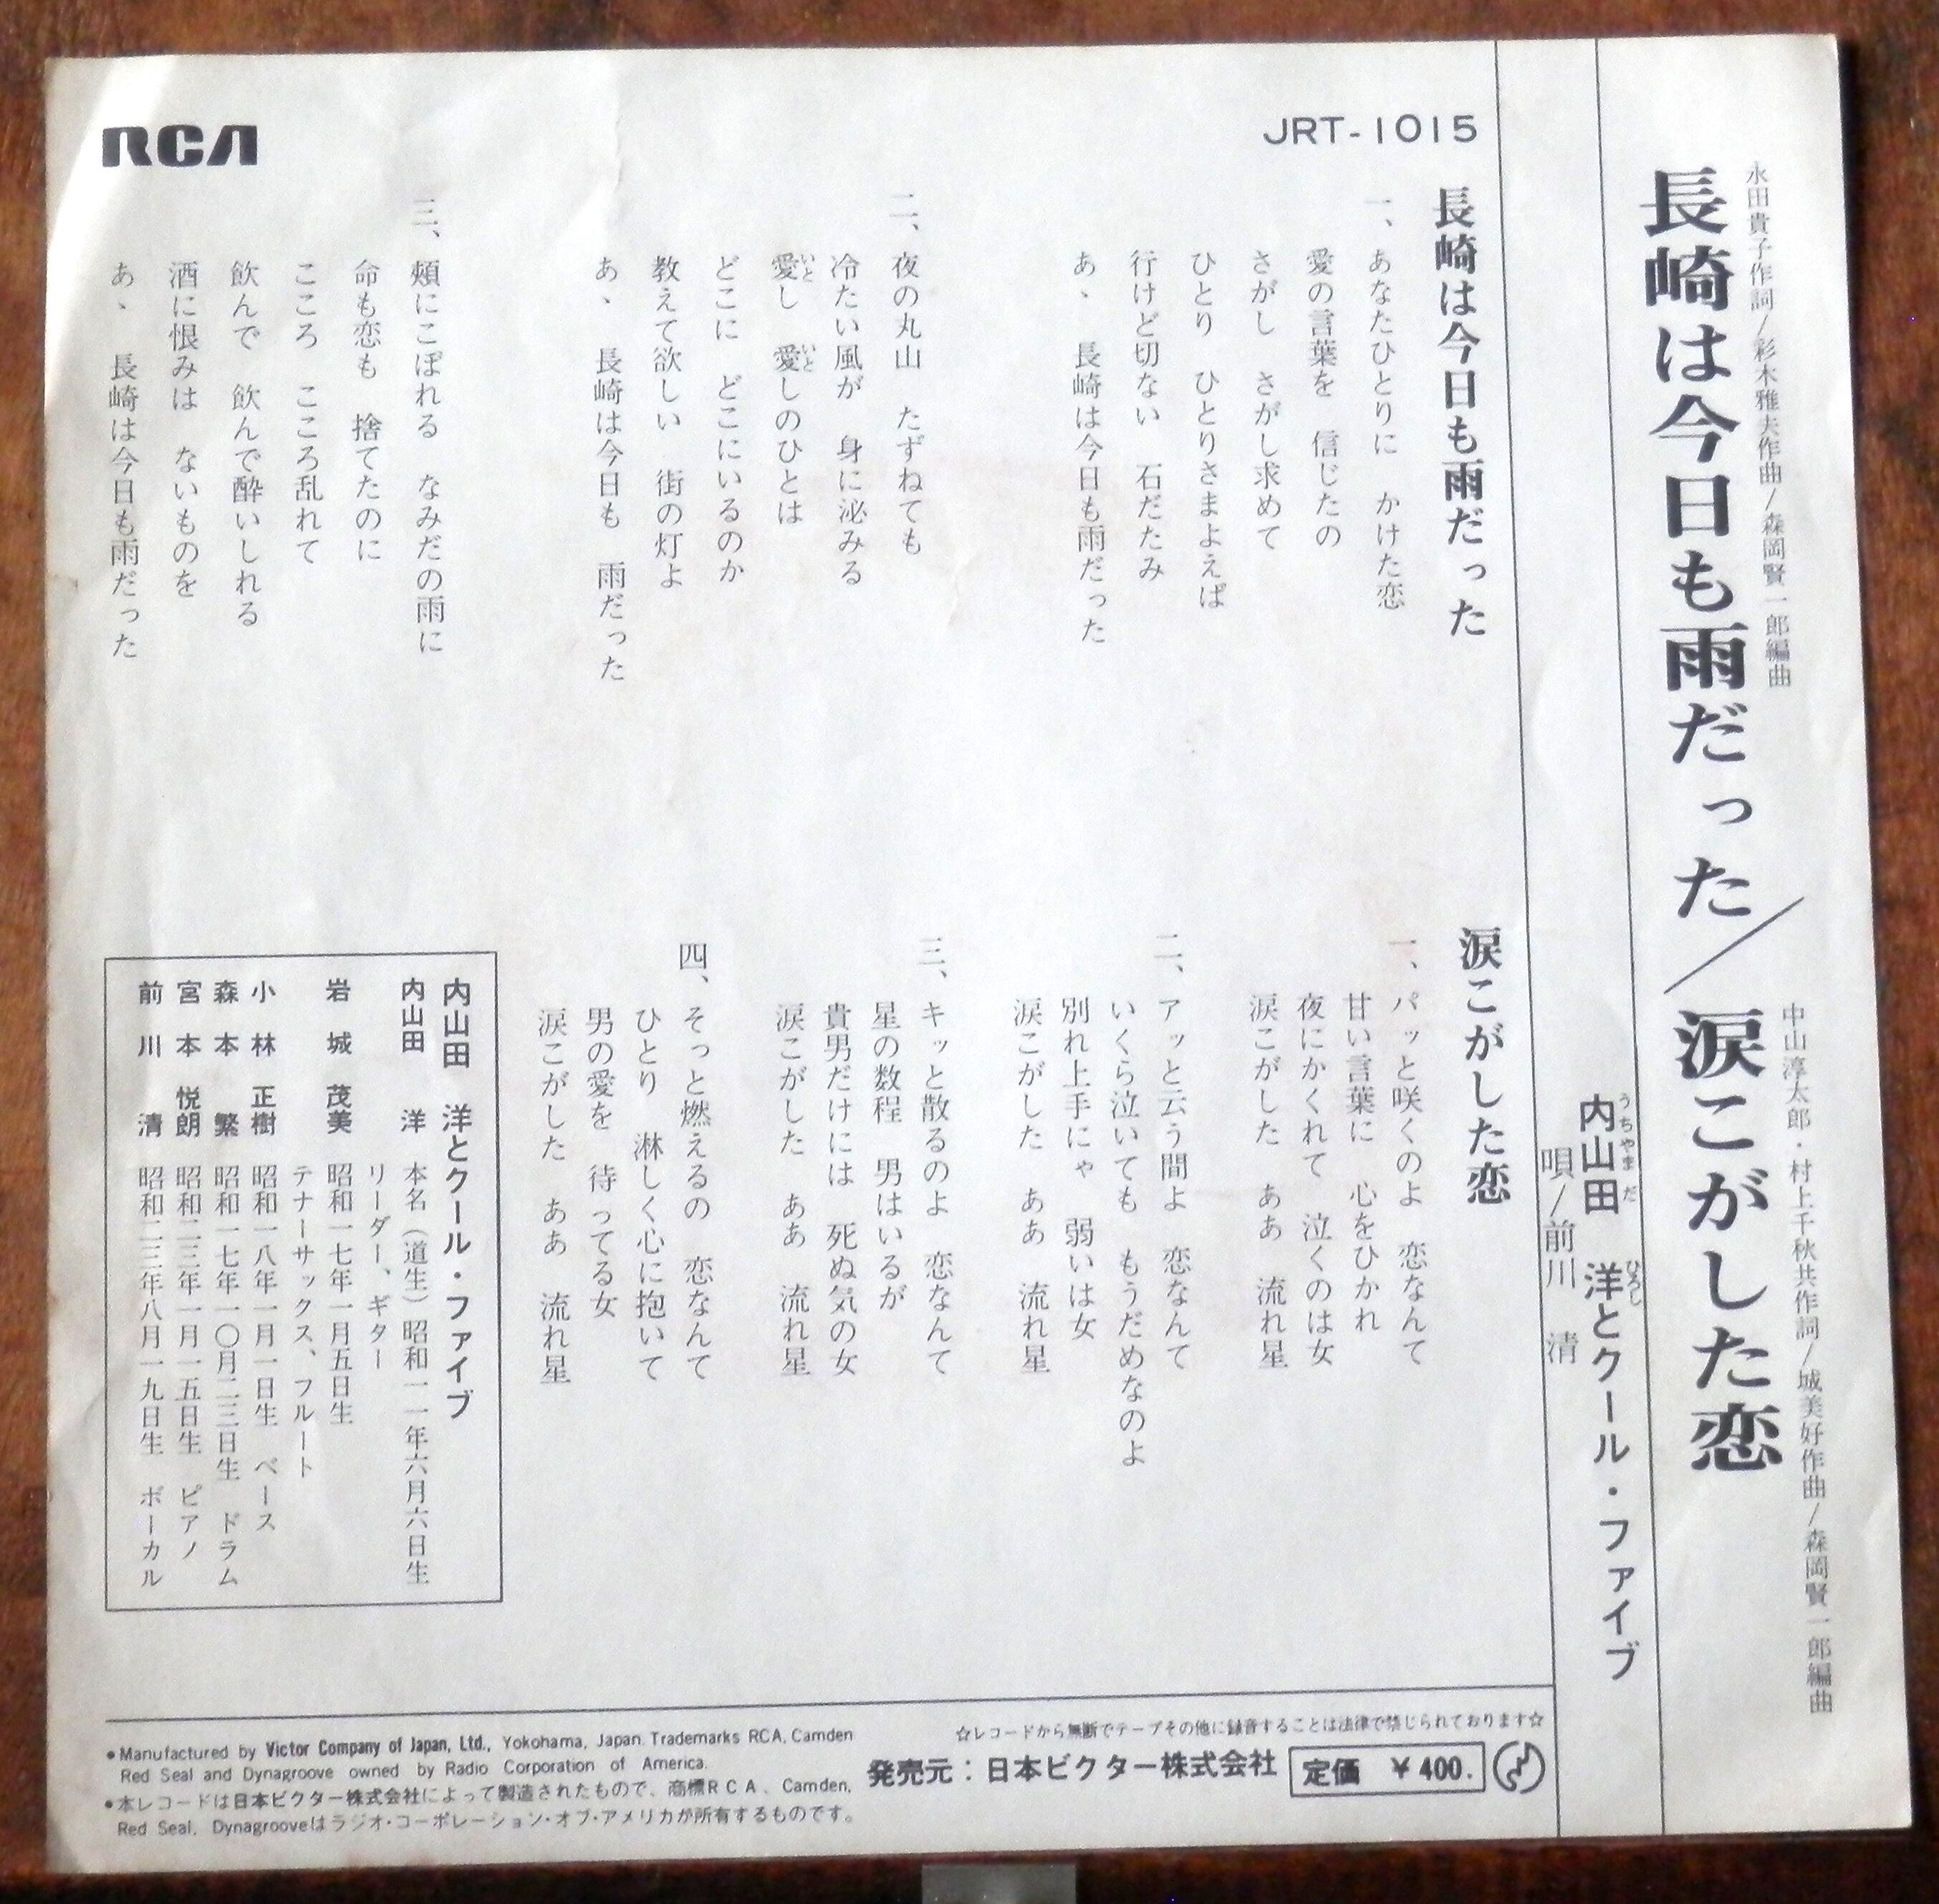 永田貴子作詞/彩木雅夫作曲/森岡賢一郎編曲
長崎は今日も雨だった/涙こがした恋
中山淳太郎・村上千秋共作詞/城美好作曲/森岡賢一郎編曲
内山田 洋とクール・ファイブ
うちやまだ ひろし
唄/前川 清
JRT-1015
RCA
長崎は今日も雨だった
一、あなたひとりに かけた恋
愛の言葉を 信じたの
さがし さがし求めて
ひとり ひとりさまよえば
行けど切ない 石だたみ
あゝ 長崎は今日も雨だった
二、夜の丸山 たずねても
冷たい風が 身に泌みる
愛し 愛しのひとは
いと いと
どこに どこにいるのか
教えて欲しい 街の灯よ
あゝ 長崎は今日も 雨だった
三、頬にこぼれる なみだの雨に
命も恋も 捨てたのに
こころ こころ乱れて
飲んで 飲んで酔いしれる
酒に恨みは ないものを
あゝ 長崎は今日も雨だった
涙こがした恋
一、パッと咲くのよ 恋なんて
甘い言葉に 心をひかれ
夜にかくれて 泣くのは女
涙こがした ああ 流れ星
二、アッと云う間よ 恋なんて
いくら泣いても もうだめなのよ
別れ上手にゃ 弱いは女
涙こがした ああ 流れ星
三、キッと散るのよ 恋なんて
星の数程 男はいるが
貴男だけには 死ぬ気の女
涙こがした ああ 流れ星
四、そっと燃えるの 恋なんて
ひとり 淋しく心に抱いて
男の愛を 待ってる女
涙こがした ああ 流れ星
内山田 洋とクール・ファイブ
内山田 洋 本名(道生)昭和一一年六月六日生
リーダー、ギター
岩城 茂美 昭和一七年一月五日生
テナーサックス、フルート
小林 正樹 昭和一八年一月一日生 ベース
森本 繁 昭和一七年一〇月二三日生 ドラム
宮本 悦朗 昭和二三年一月一五日生 ピアノ
前川 清 昭和二三年八月一九日生 ボーカル
☆レコードから無断でテープその他に録音することは法律で禁じられております☆
発売元:日本ビクター株式会社 定価 ¥400.
●Manufactured by Victor Company of Japan, Ltd., Yokohama, Japan. Trademarks RCA, Camden
Red Seal and Dynagroove owned by Radio Corporation of America.
●本レコードは日本ビクター株式会社によって製造されたもので、商標RCA、Camden,
Red Seal, Dynagrooveはラジオ・コーポレーション・オブ・アメリカが所有するものです。